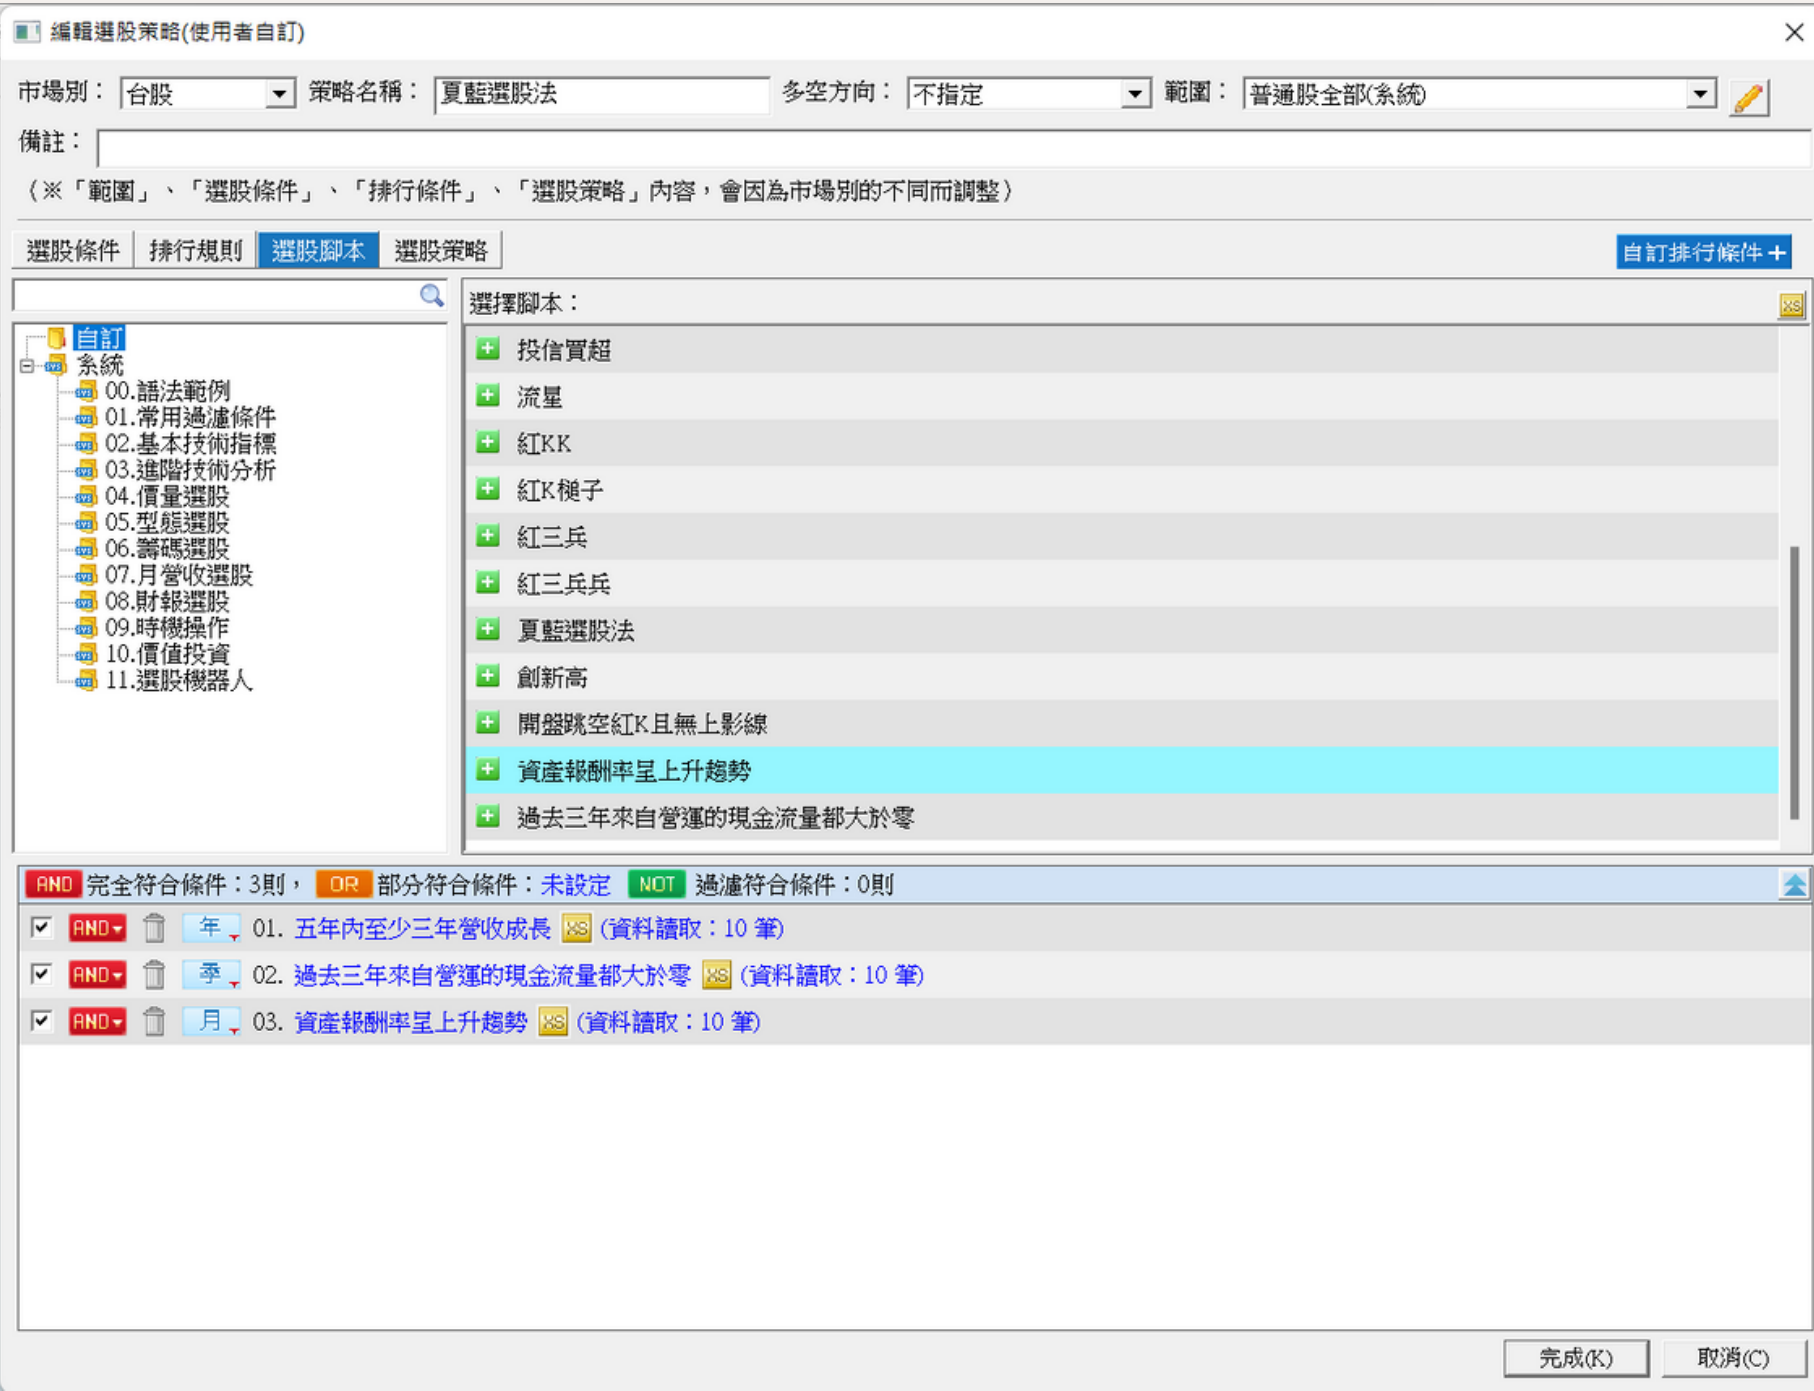 編輯選股策略(使用者自訂)
市場別： 台股 策略名稱： 夏藍選股法 多空方向： 不指定 範圍： 普通股全部(系統)
備註：
(※「範圍」、「選股條件」、「排行條件」、「選股策略」內容，會因為市場別的不同而調整)
選股條件 排行規則 選股腳本 選股策略 自訂排行條件+
選擇腳本：
XS
自訂
系統
00.語法範例
01.常用過濾條件
02.基本技術指標
03.進階技術分析
04.價量選股
05.型態選股
06.籌碼選股
07.月營收選股
08.財報選股
09.時機操作
10.價值投資
11.選股機器人
投信買超
流星
紅KK
紅K槌子
紅三兵
紅三兵兵
夏藍選股法
創新高
開盤跳空紅K且無上影線
資產報酬率呈上升趨勢
過去三年來自營運的現金流量都大於零
AND 完全符合條件：3則， OR 部分符合條件：未設定 NOT 過濾符合條件：0則
AND 年 01. 五年內至少三年營收成長 XS (資料讀取：10 筆)
AND 季 02. 過去三年來自營運的現金流量都大於零 XS (資料讀取：10 筆)
AND 月 03. 資產報酬率呈上升趨勢 XS (資料讀取：10 筆)
完成(K) 取消(C)